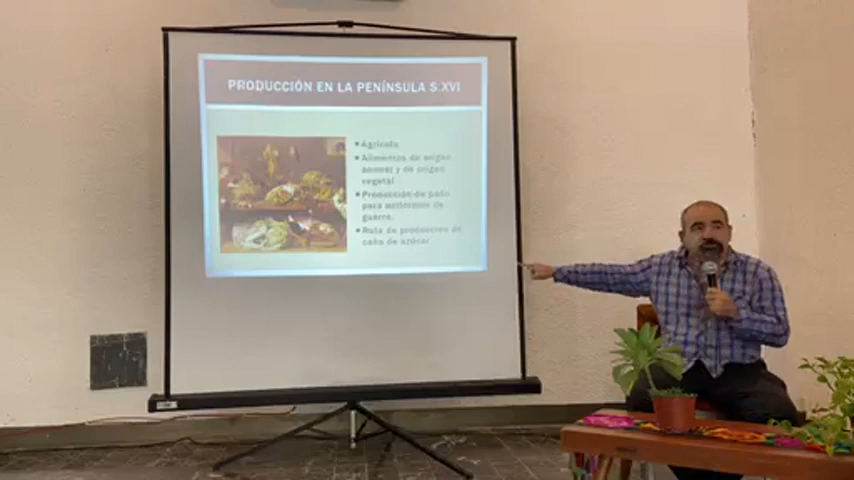 PRODUCCIÓN EN LA PENÍNSULA S.XVI
Agrícola
Alimentos de origen
animal y de origen
vegetal
Producción de paño
para uniformes de
guerra.
Ruta de producción de
caña de azúcar